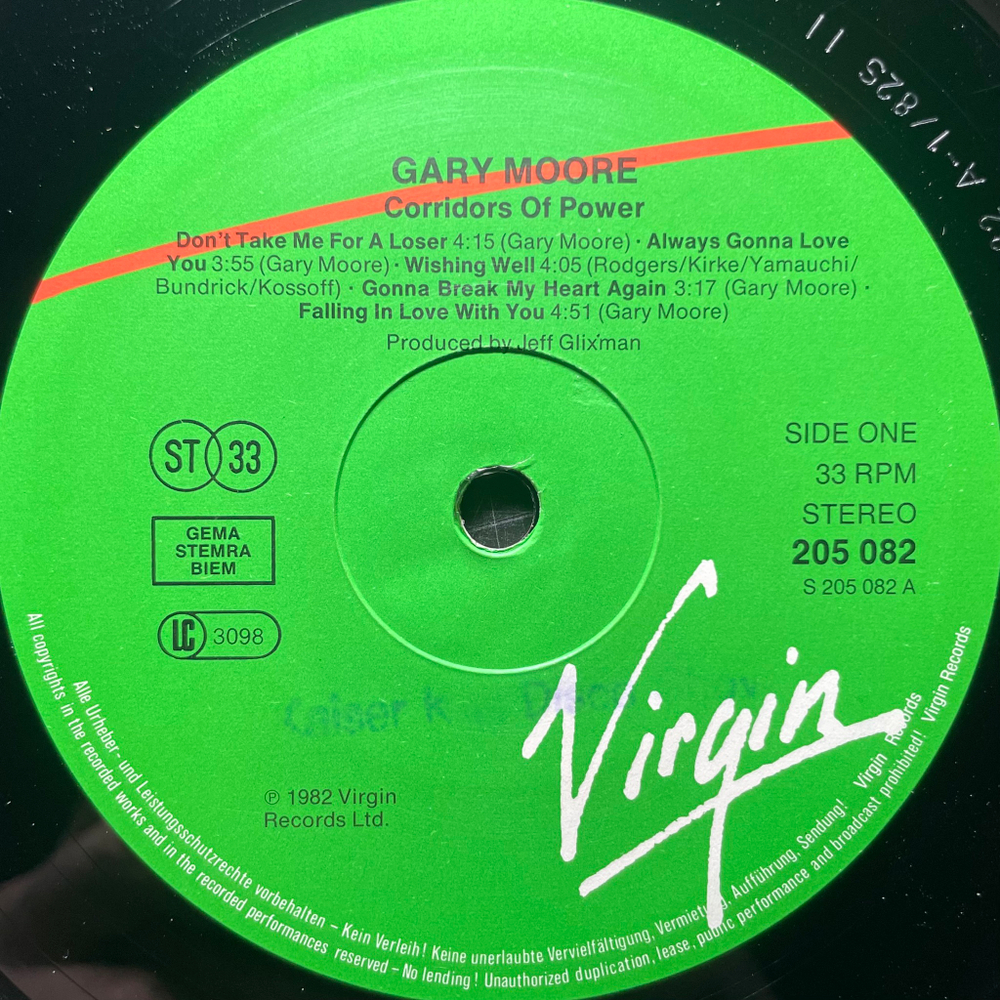 GARY MOORE
Corridors Of Power
Don't Take Me For A Loser 4:15 (Gary Moore) · Always Gonna Love
You 3:55 (Gary Moore) · Wishing Well 4:05 (Rodgers/Kirke/Yamauchi/
Bundrick/Kossoff) · Gonna Break My Heart Again 3:17 (Gary Moore) ·
Falling In Love With You 4:51 (Gary Moore)
Produced by Jeff Glixman
ST 33
SIDE ONE
33 RPM
STEREO
205 082
S 205 082 A
GEMA
STEMRA
BIEM
LC 3098
Virgin
℗ 1982 Virgin
Records Ltd.
Alle Urheber- und Leistungsschutzrechte vorbehalten – Kein Verleih! Keine unerlaubte Vervielfältigung, Vermietung, Aufführung, Sendung! Virgin Records
All copyrights in the recorded works and in the recorded performances reserved – No lending! Unauthorized duplication, lease, public performance and broadcast prohibited! Virgin Records
A-1/82S 11